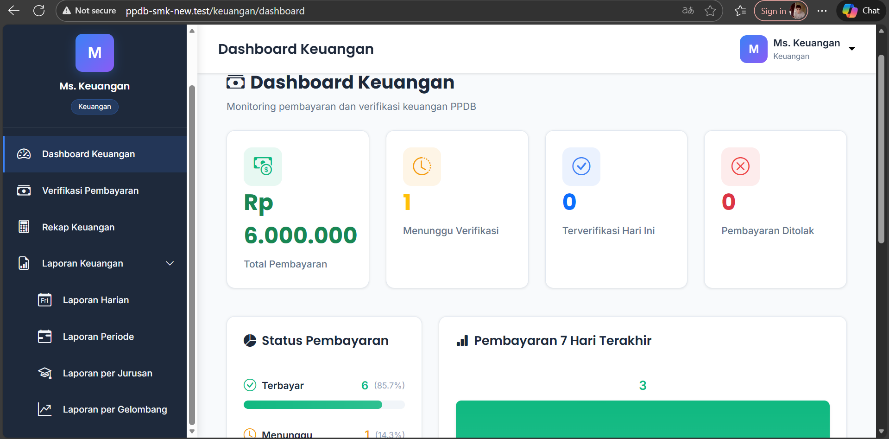 Not secure
ppdb-smk-new.test/keuangan/dashboard
Sign in
Chat
M
Ms. Keuangan
Keuangan
Dashboard Keuangan
Verifikasi Pembayaran
Rekap Keuangan
Laporan Keuangan
Fri
Laporan Harian
Laporan Periode
Laporan per Jurusan
Laporan per Gelombang
Dashboard Keuangan
M
Ms. Keuangan
Keuangan
Dashboard Keuangan
Monitoring pembayaran dan verifikasi keuangan PPDB
Rp
6.000.000
Total Pembayaran
1
Menunggu Verifikasi
0
Terverifikasi Hari Ini
0
Pembayaran Ditolak
Status Pembayaran
Terbayar 6 (85.7%)
Menunggu 1 (14.3%)
Pembayaran 7 Hari Terakhir
3